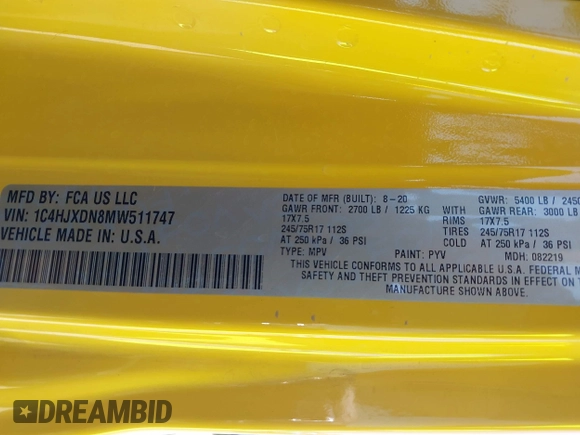 MFD BY: FCA US LLC
VIN: 1C4HJXDN8MW511747
VEHICLE MADE IN: U.S.A.
DATE OF MFR (BUILT): 8-20 GVWR: 5400 LB / 2450
GAWR FRONT: 2700 LB / 1225 KG WITH GAWR REAR: 3000 LB
17X7.5 RIMS 17X7.5
245/75R17 112S TIRES 245/75R17 112S
AT 250 kPa / 36 PSI COLD AT 250 kPa / 36 PSI
TYPE: MPV PAINT: PYV MDH: 082219
THIS VEHICLE CONFORMS TO ALL APPLICABLE U.S.A. FEDERAL M
SAFETY AND THEFT PREVENTION STANDARDS IN EFFECT ON T
MANUFACTURE SHOWN ABOVE.
DREAMBID